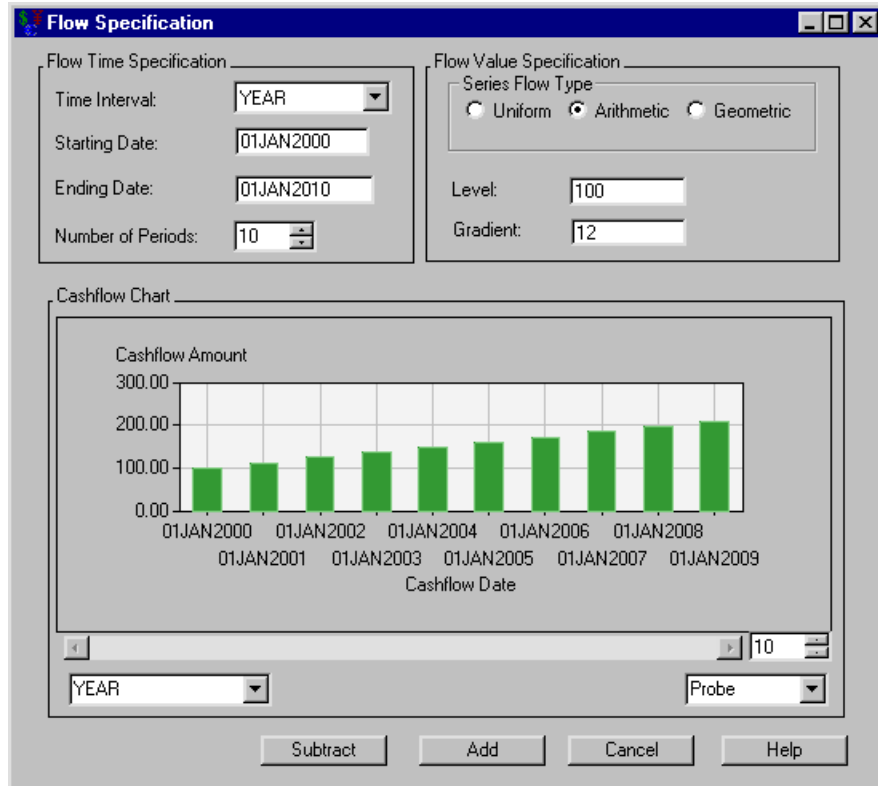 Flow Specification
Flow Time Specification
Time Interval: YEAR
Starting Date: 01JAN2000
Ending Date: 01JAN2010
Number of Periods: 10
Flow Value Specification
Series Flow Type
Uniform Arithmetic Geometric
Level: 100
Gradient: 12
Cashflow Chart
Cashflow Amount
300.00
200.00
100.00
0.00
01JAN2000 01JAN2002 01JAN2004 01JAN2006 01JAN2008
01JAN2001 01JAN2003 01JAN2005 01JAN2007 01JAN2009
Cashflow Date
10
YEAR Probe
Subtract Add Cancel Help